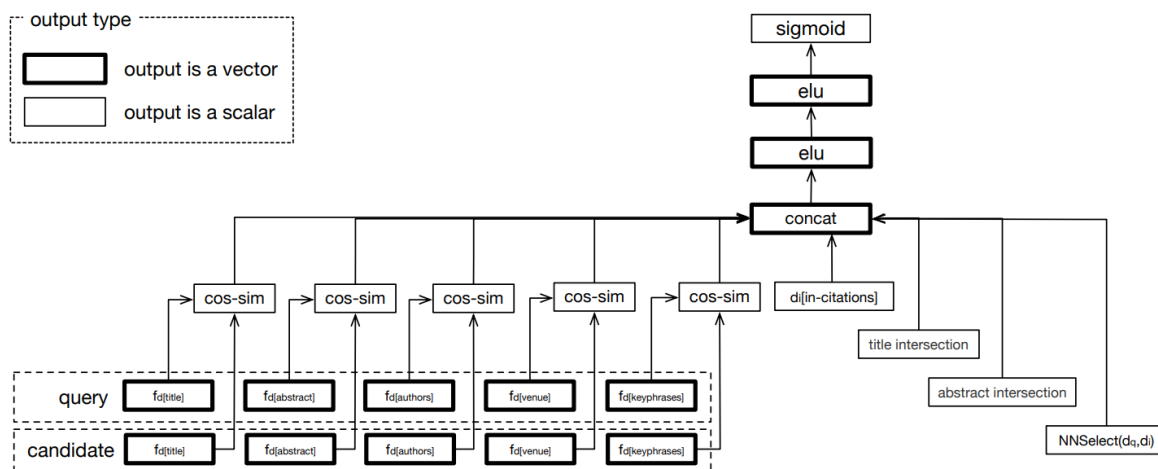 output type
output is a vector
output is a scalar
sigmoid
elu
elu
concat
cos-sim cos-sim cos-sim cos-sim cos-sim
di[in-citations]
title intersection
abstract intersection
NNSelect(dq,di)
query fd[title] fd[abstract] fd[authors] fd[venue] fd[keyphrases]
candidate fd[title] fd[abstract] fd[authors] fd[venue] fd[keyphrases]